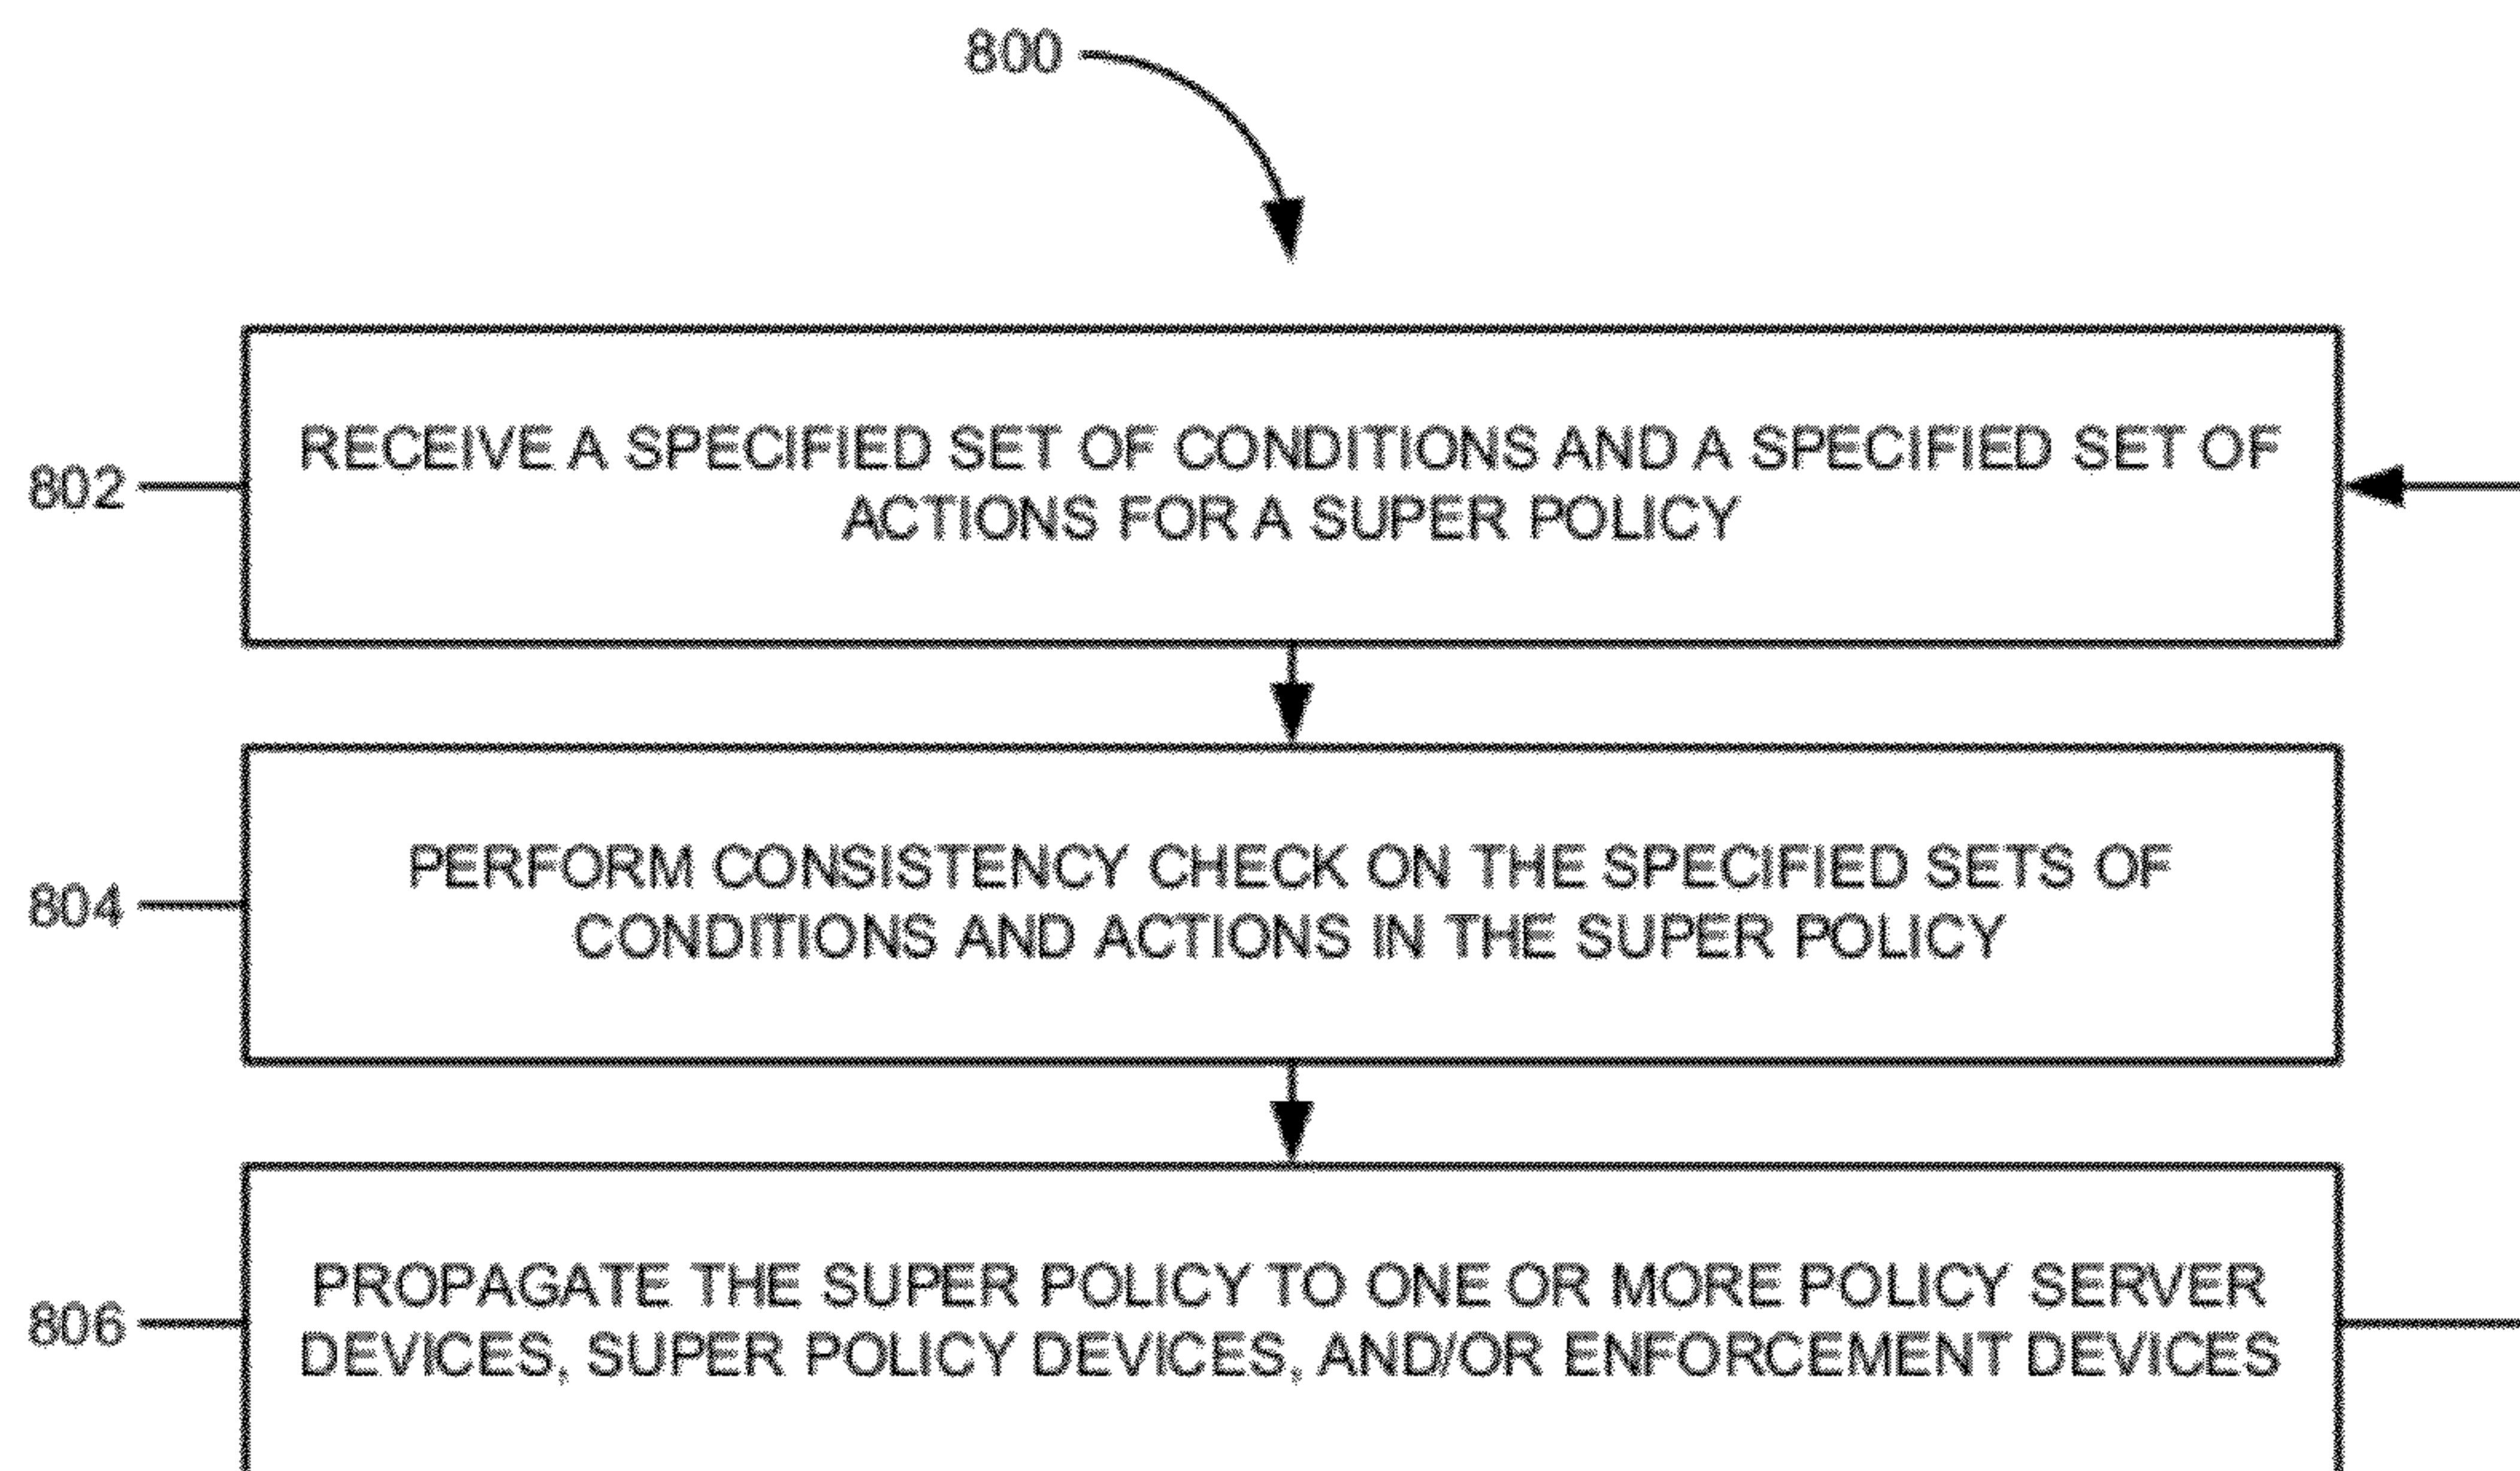 800
802
RECEIVE A SPECIFIED SET OF CONDITIONS AND A SPECIFIED SET OF
ACTIONS FOR A SUPER POLICY
804
PERFORM CONSISTENCY CHECK ON THE SPECIFIED SETS OF
CONDITIONS AND ACTIONS IN THE SUPER POLICY
806
PROPAGATE THE SUPER POLICY TO ONE OR MORE POLICY SERVER
DEVICES, SUPER POLICY DEVICES, AND/OR ENFORCEMENT DEVICES